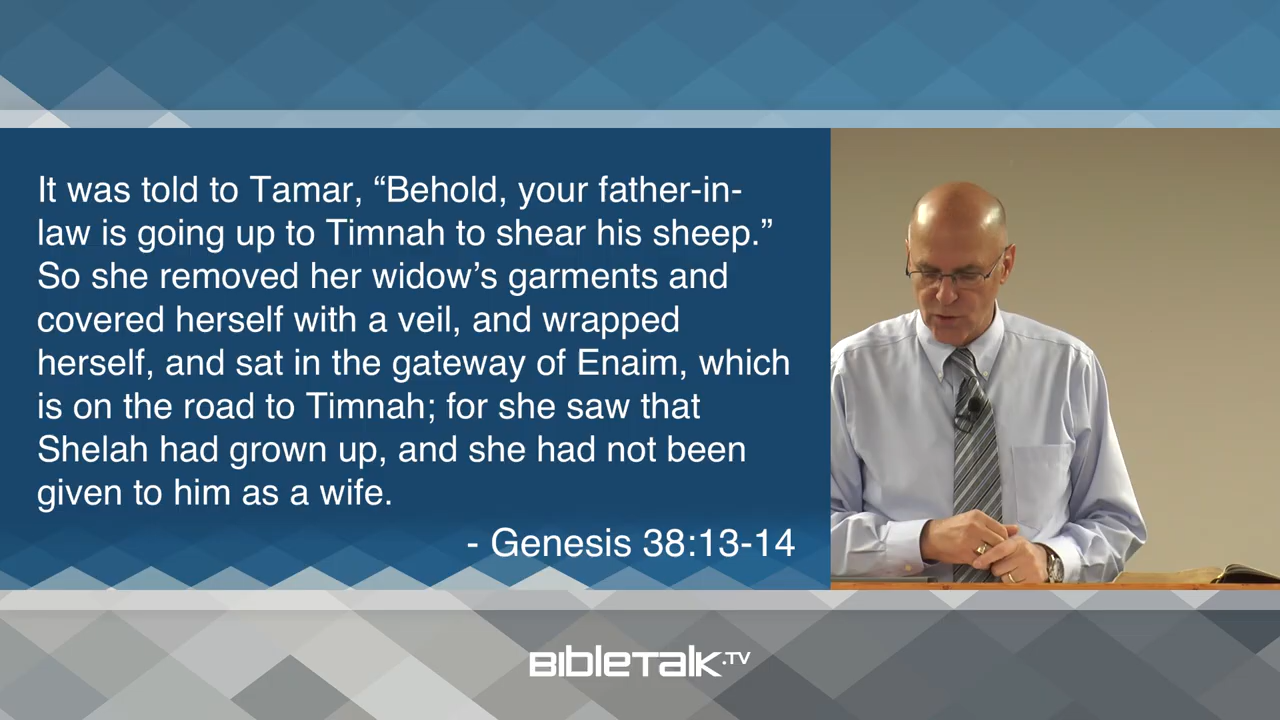 It was told to Tamar, “Behold, your father-in-
law is going up to Timnah to shear his sheep.”
So she removed her widow’s garments and
covered herself with a veil, and wrapped
herself, and sat in the gateway of Enaim, which
is on the road to Timnah; for she saw that
Shelah had grown up, and she had not been
given to him as a wife.
- Genesis 38:13-14
BIBLETALK.TV